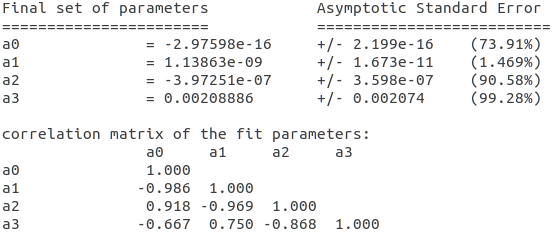 Final set of parameters            Asymptotic Standard Error
=======================            ==========================
a0              = -2.97598e-16     +/- 2.199e-16    (73.91%)
a1              = 1.13863e-09      +/- 1.673e-11    (1.469%)
a2              = -3.97251e-07     +/- 3.598e-07    (90.58%)
a3              = 0.00208886       +/- 0.002074     (99.28%)
correlation matrix of the fit parameters:
                a0     a1     a2     a3
a0              1.000
a1             -0.986  1.000
a2              0.918 -0.969  1.000
a3             -0.667  0.750 -0.868  1.000